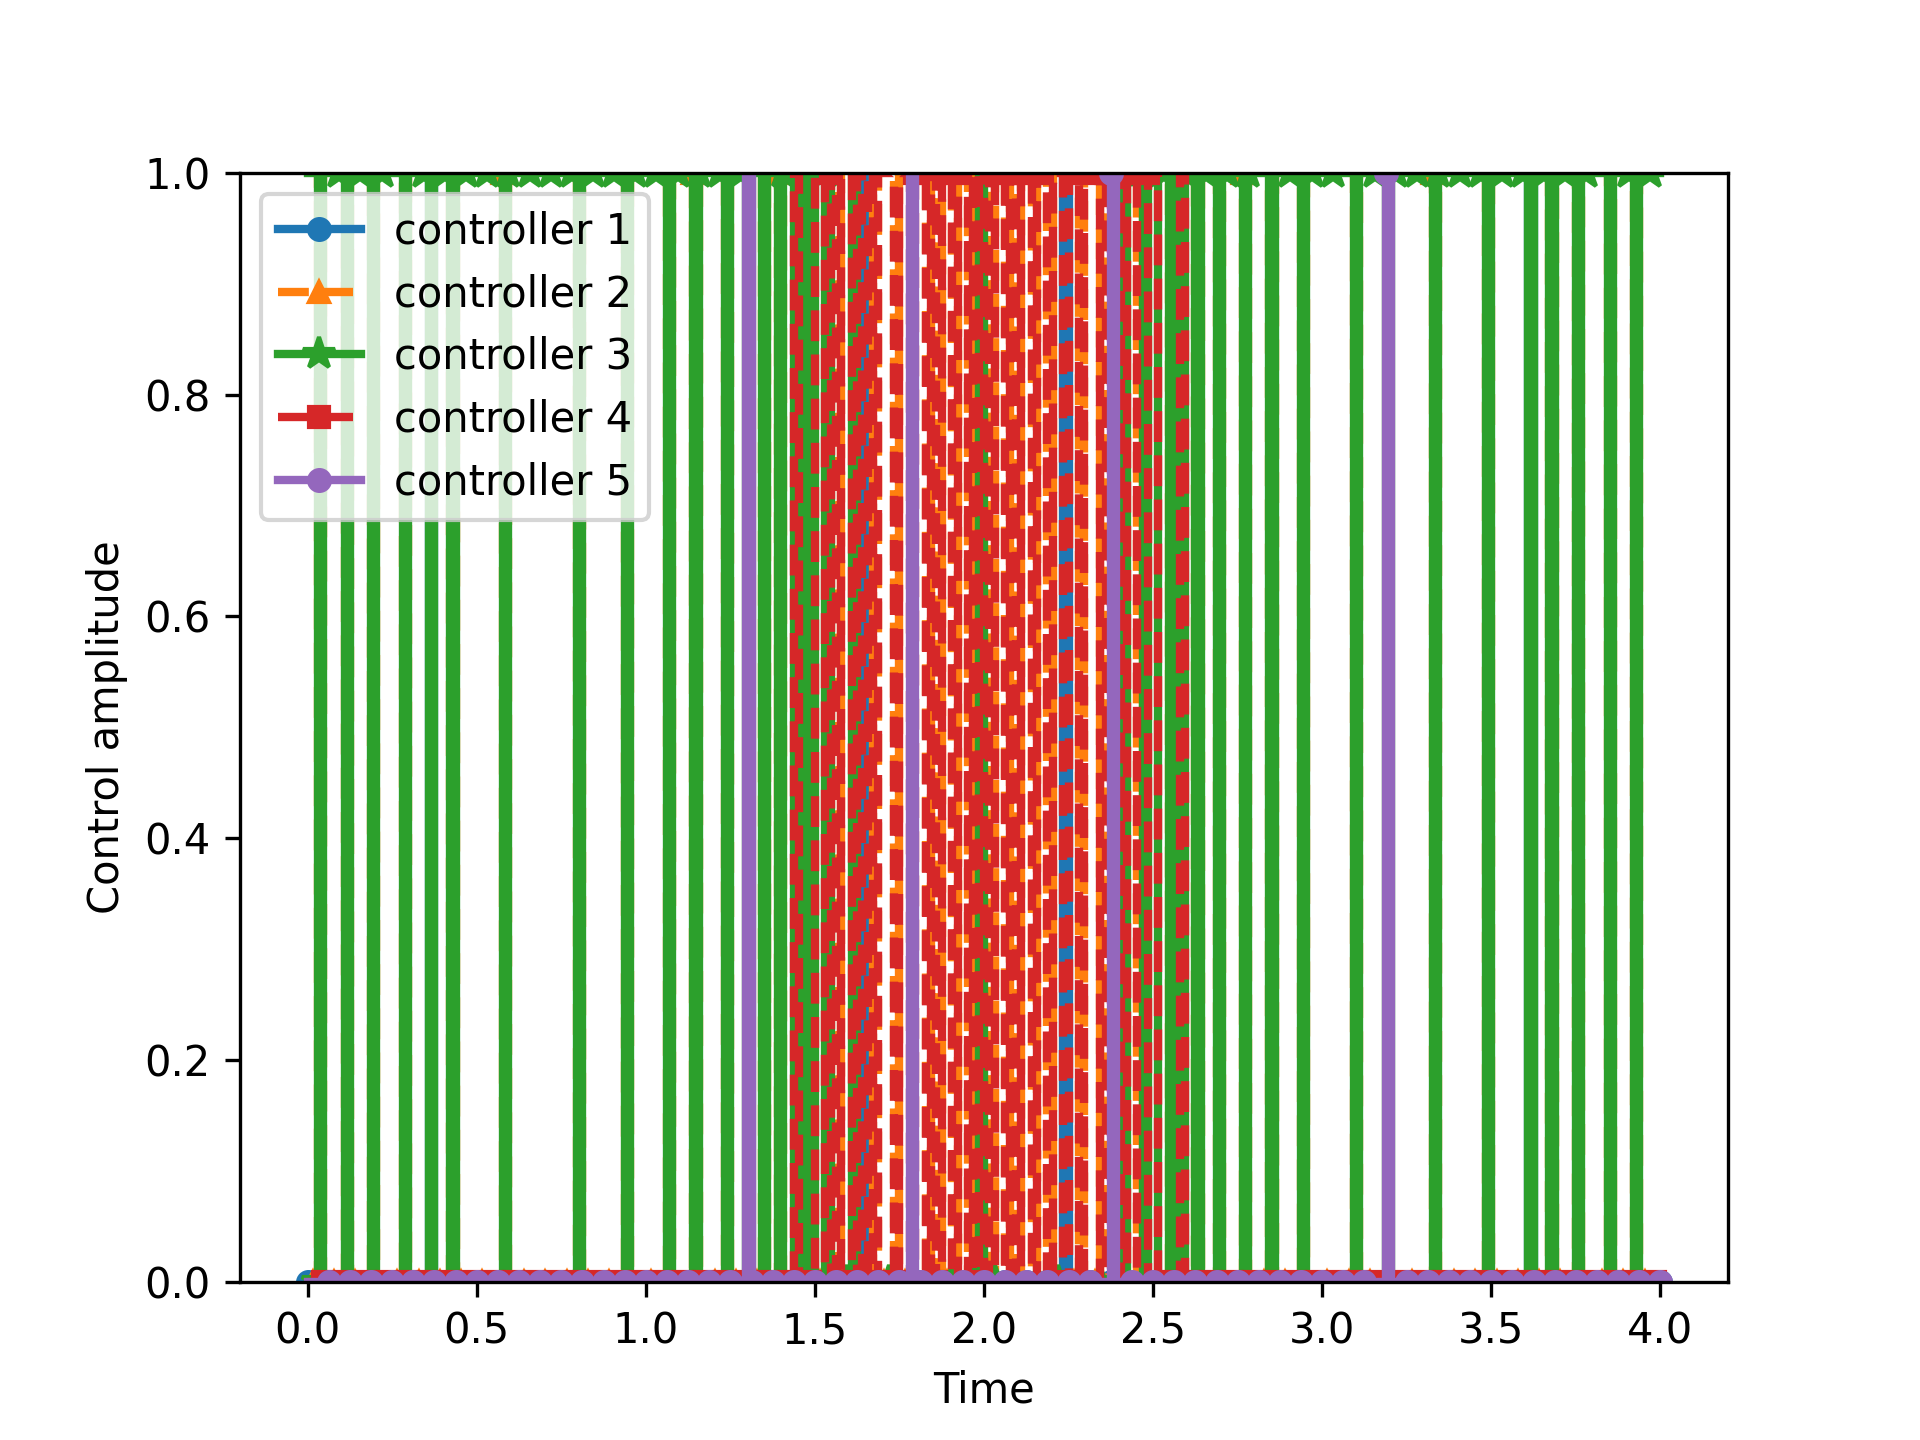 1.0
0.8
0.6
0.4
0.2
0.0
Control amplitude
controller 1
controller 2
controller 3
controller 4
controller 5
0.0 0.5 1.0 1.5 2.0 2.5 3.0 3.5 4.0
Time